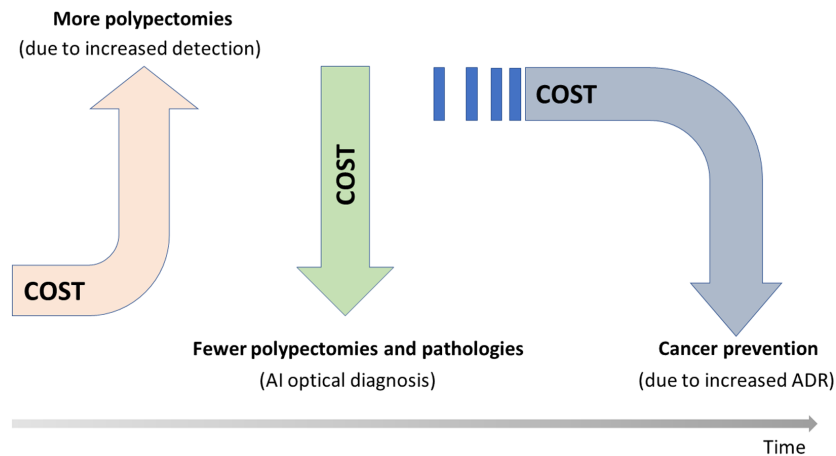 More polypectomies
(due to increased detection)
COST
COST
COST
Fewer polypectomies and pathologies
(AI optical diagnosis)
Cancer prevention
(due to increased ADR)
Time